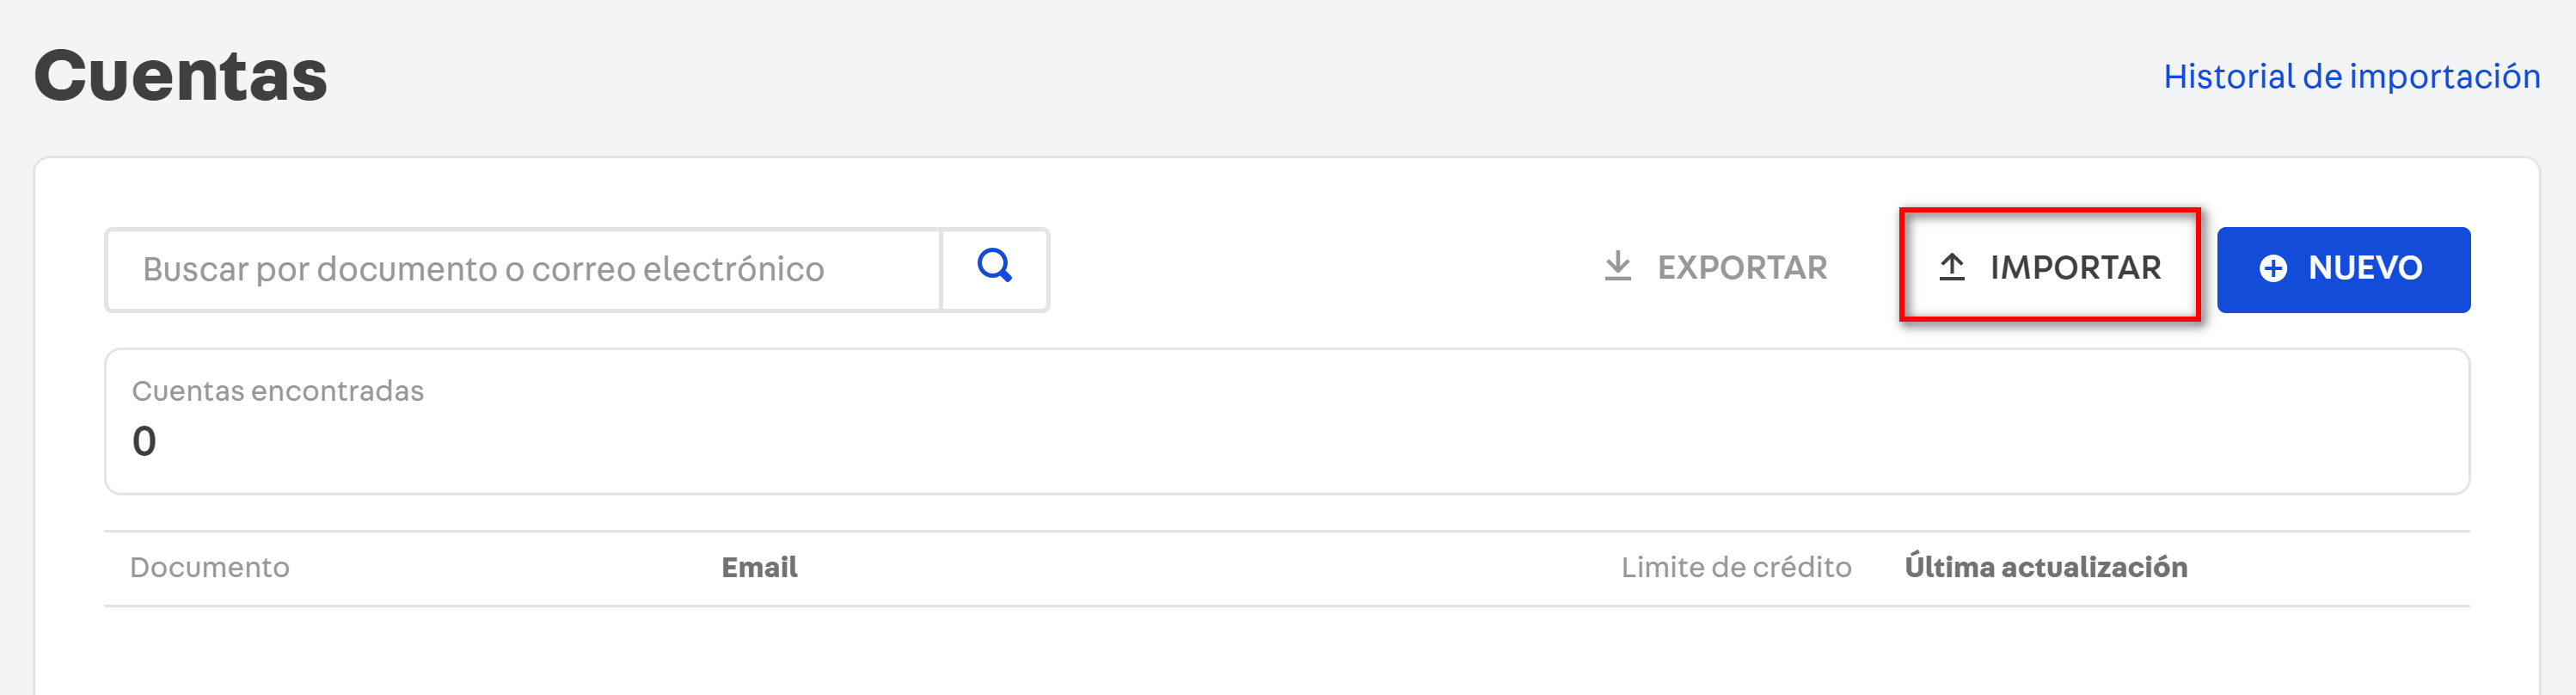 Cuentas
Historial de importación
Buscar por documento o correo electrónico
EXPORTAR
IMPORTAR
NUEVO
Cuentas encontradas
0
Documento Email Limite de crédito Última actualización